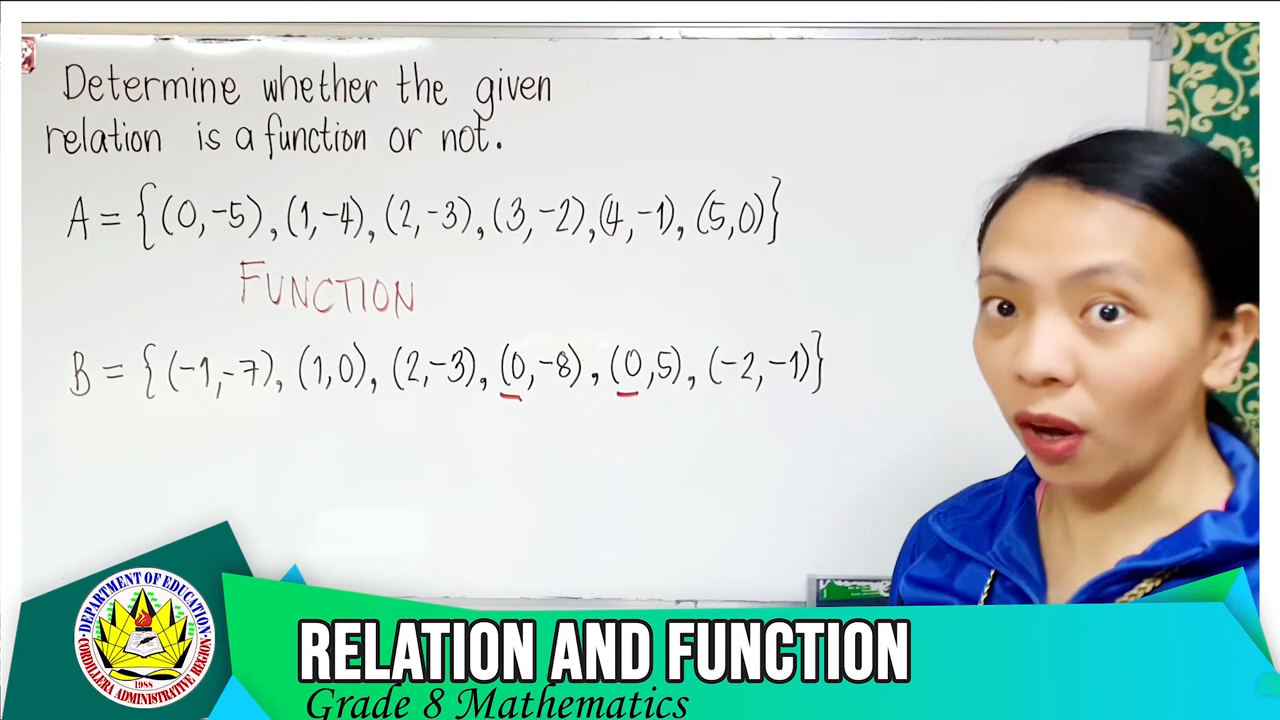 Determine whether the given
relation is a function or not.
A = {(0,-5), (1,-4), (2,-3), (3,-2), (4,-1), (5,0)}
FUNCTION
B = {(-1,-7), (1,0), (2,-3), (0,-8), (0,5), (-2,-1)}
DEPARTMENT OF EDUCATION
CORDILLERA ADMINISTRATIVE REGION
1988
RELATION AND FUNCTION
Grade 8 Mathematics